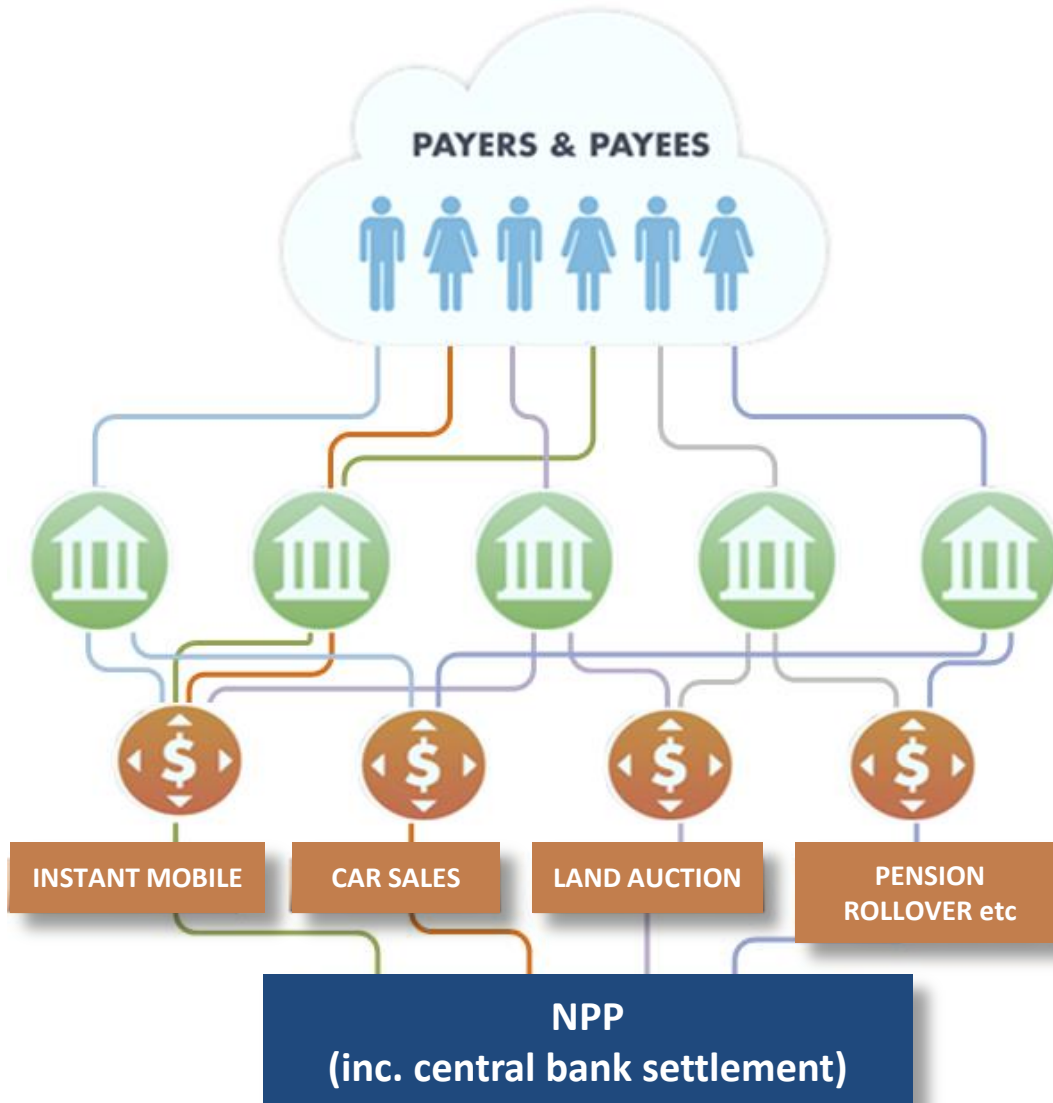 PAYERS & PAYEES
$ $ $ $
INSTANT MOBILE
CAR SALES
LAND AUCTION
PENSION
ROLLOVER etc
NPP
(inc. central bank settlement)